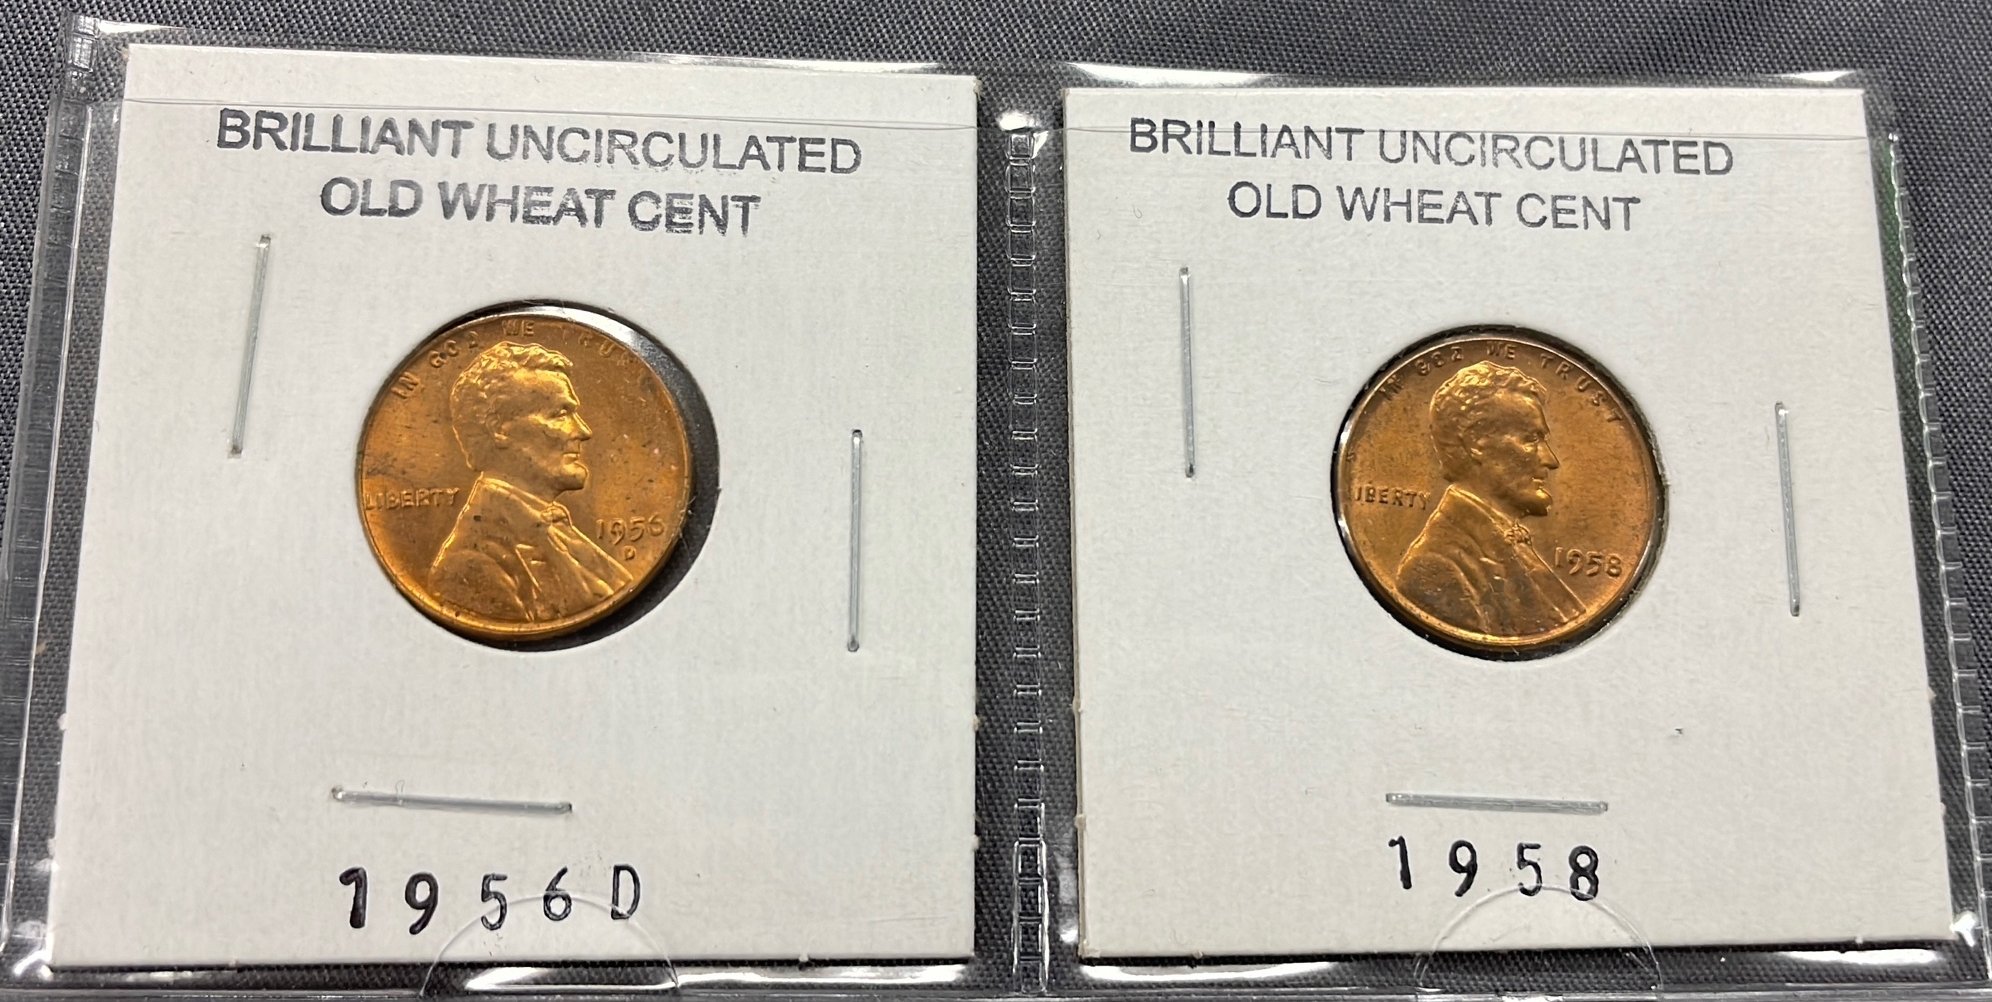 BRILLIANT UNCIRCULATED
OLD WHEAT CENT
IN GOD WE TRUST
LIBERTY
1956
D
1956D
BRILLIANT UNCIRCULATED
OLD WHEAT CENT
IN GOD WE TRUST
LIBERTY
1958
1958